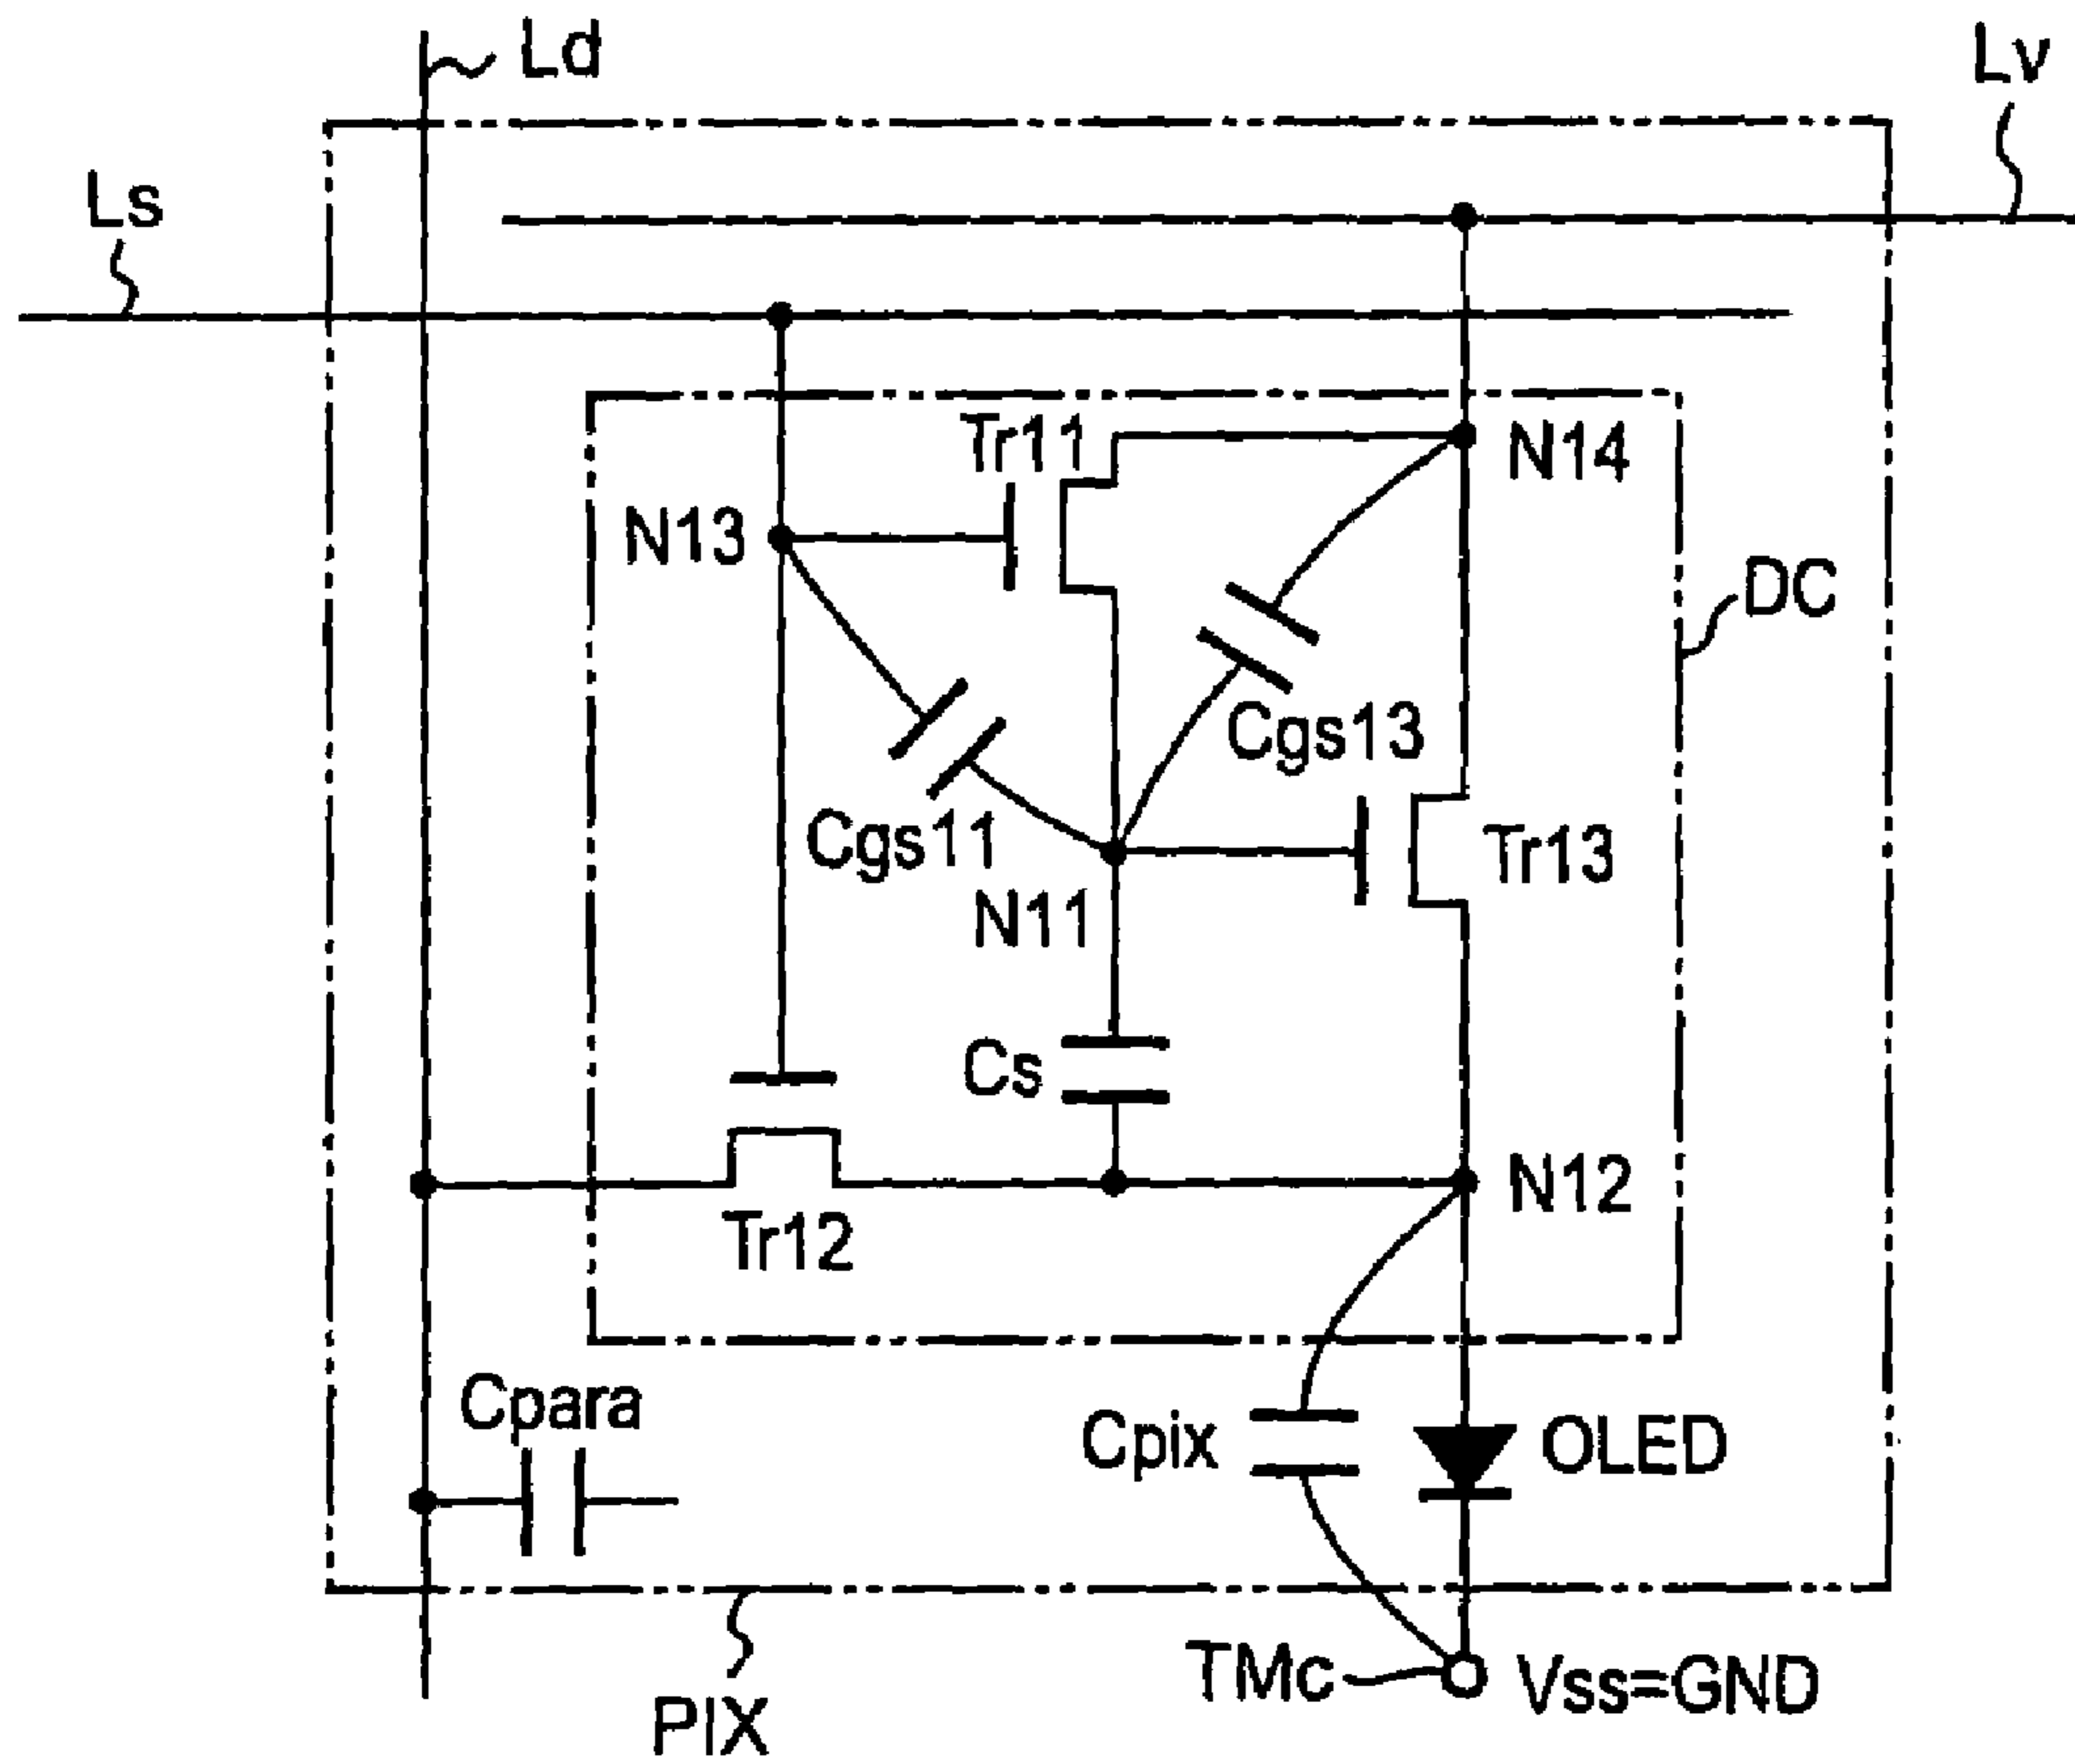 Ld
Lv
Ls
Tr11
N14
N13
DC
Cgs13
Cgs11
Tr13
N11
Cs
N12
Tr12
Cpara
Cpix
OLED
TMc
Vss=GND
PIX